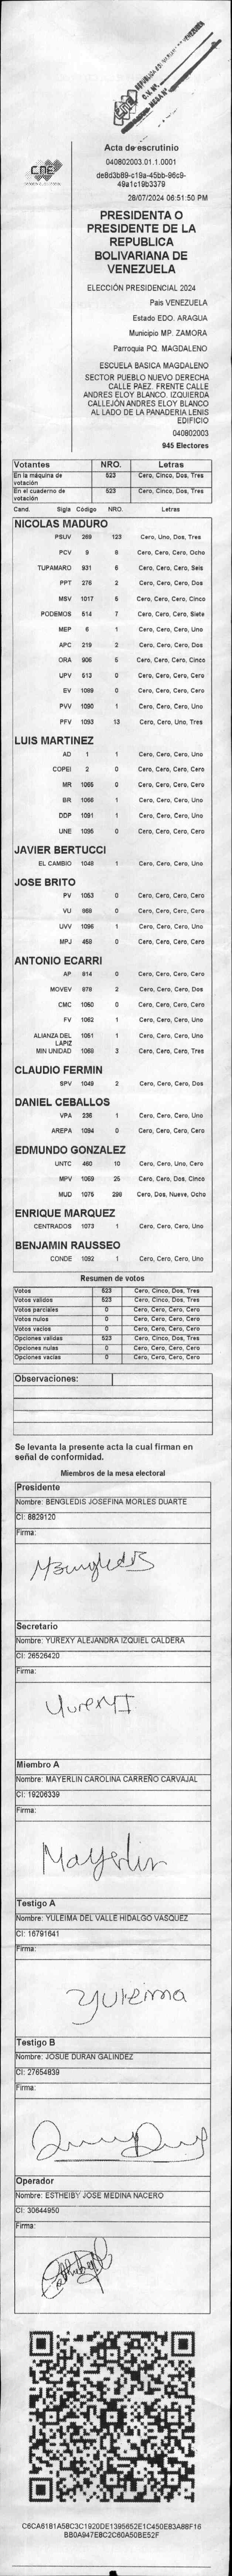 REPUBLICA BOLIVARIANA DE VENEZUELA
CNE
Acta de escrutinio
040802003.01.1.0001
de8d3b89-c19a-45bb-96c9-
49a1c19b3379
28/07/2024 06:51:50 PM
PRESIDENTA O
PRESIDENTE DE LA
REPUBLICA
BOLIVARIANA DE
VENEZUELA
ELECCIÓN PRESIDENCIAL 2024
Pais VENEZUELA
Estado EDO. ARAGUA
Municipio MP. ZAMORA
Parroquia PQ. MAGDALENO
ESCUELA BASICA MAGDALENO
SECTOR PUEBLO NUEVO DERECHA
CALLE PAEZ. FRENTE CALLE
ANDRES ELOY BLANCO. IZQUIERDA
CALLEJÓN ANDRES ELOY BLANCO
AL LADO DE LA PANADERIA LENIS
EDIFICIO
040802003
945 Electores
Votantes NRO. Letras
En la máquina de votación 523 Cero, Cinco, Dos, Tres
En el cuaderno de votación 523 Cero, Cinco, Dos, Tres
Cand. Sigla Codigo NRO. Letras
NICOLAS MADURO
PSUV 269 123 Cero, Uno, Dos, Tres
PCV 9 8 Cero, Cero, Cero, Ocho
TUPAMARO 931 6 Cero, Cero, Cero, Seis
PPT 276 2 Cero, Cero, Cero, Dos
MSV 1017 5 Cero, Cero, Cero, Cinco
PODEMOS 514 7 Cero, Cero, Cero, Siete
MEP 6 1 Cero, Cero, Cero, Uno
APC 219 2 Cero, Cero, Cero, Dos
ORA 906 5 Cero, Cero, Cero, Cinco
UPV 613 0 Cero, Cero, Cero, Cero
EV 1089 0 Cero, Cero, Cero, Cero
PVV 1090 1 Cero, Cero, Cero, Uno
PFV 1093 13 Cero, Cero, Uno, Tres
LUIS MARTINEZ
AD 1 1 Cero, Cero, Cero, Uno
COPEI 2 0 Cero, Cero, Cero, Cero
MR 1065 0 Cero, Cero, Cero, Cero
BR 1066 1 Cero, Cero, Cero, Uno
DDP 1091 1 Cero, Cero, Cero, Uno
UNE 1095 0 Cero, Cero, Cero, Cero
JAVIER BERTUCCI
EL CAMBIO 1048 1 Cero, Cero, Cero, Uno
JOSE BRITO
PV 1053 0 Cero, Cero, Cero, Cero
VU 869 0 Cero, Cero, Cero, Cero
UVV 1096 1 Cero, Cero, Cero, Uno
MPJ 458 0 Cero, Cero, Cero, Cero
ANTONIO ECARRI
AP 814 0 Cero, Cero, Cero, Cero
MOVEV 878 2 Cero, Cero, Cero, Dos
CMC 1050 0 Cero, Cero, Cero, Cero
FV 1062 1 Cero, Cero, Cero, Uno
ALIANZA DEL LAPIZ 1051 1 Cero, Cero, Cero, Uno
MIN UNIDAD 1069 3 Cero, Cero, Cero, Tres
CLAUDIO FERMIN
SPV 1049 2 Cero, Cero, Cero, Dos
DANIEL CEBALLOS
VPA 236 1 Cero, Cero, Cero, Uno
AREPA 1094 0 Cero, Cero, Cero, Cero
EDMUNDO GONZALEZ
UNTC 460 10 Cero, Cero, Uno, Cero
MPV 1059 25 Cero, Cero, Dos, Cinco
MUD 1075 298 Cero, Dos, Nueve, Ocho
ENRIQUE MARQUEZ
CENTRADOS 1073 1 Cero, Cero, Cero, Uno
BENJAMIN RAUSSEO
CONDE 1092 1 Cero, Cero, Cero, Uno
Resumen de votos
Votos 523 Cero, Cinco, Dos, Tres
Votos validos 523 Cero, Cinco, Dos, Tres
Votos parciales 0 Cero, Cero, Cero, Cero
Votos nulos 0 Cero, Cero, Cero, Cero
Votos vacios 0 Cero, Cero, Cero, Cero
Opciones validas 523 Cero, Cinco, Dos, Tres
Opciones nulas 0 Cero, Cero, Cero, Cero
Opciones vacias 0 Cero, Cero, Cero, Cero
Observaciones:
Se levanta la presente acta la cual firman en
señal de conformidad.
Miembros de la mesa electoral
Presidente
Nombre: BENGLEDIS JOSEFINA MORLES DUARTE
CI: 8829120
Firma:
Secretario
Nombre: YUREXY ALEJANDRA IZQUIEL CALDERA
CI: 26526420
Firma:
Miembro A
Nombre: MAYERLIN CAROLINA CARREÑO CARVAJAL
CI: 19206339
Firma:
Mayerlin
Testigo A
Nombre: YULEIMA DEL VALLE HIDALGO VASQUEZ
CI: 16791641
Firma:
Yuleima
Testigo B
Nombre: JOSUE DURAN GALINDEZ
CI: 27654839
Firma:
Operador
Nombre: ESTHEIBY JOSE MEDINA NACERO
CI: 30644950
Firma:
C6CA6181A58C3C1920DE1395652E1C450E83A88F16
BB0A947E8C2C60A50BE52F